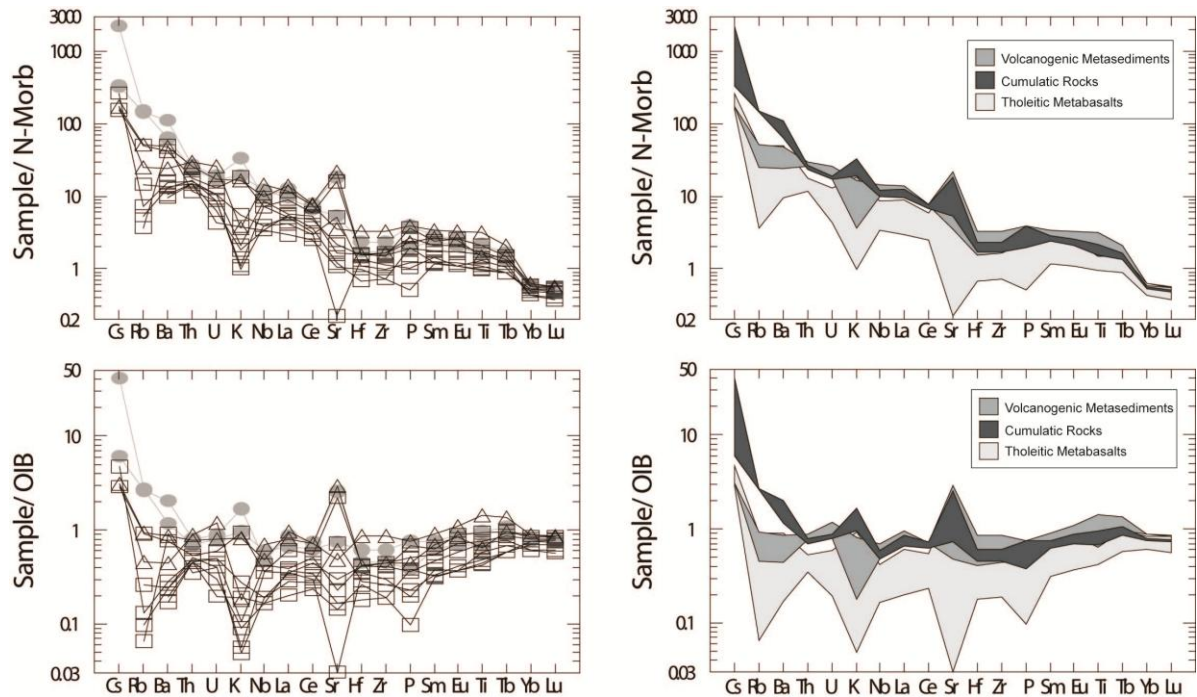 3000
1000
100
10
1
0.2
Sample/ N-Morb
Cs Rb Ba Th U K Nb La Ce Sr Hf Zr P Sm Eu Ti Tb Yb Lu
3000
1000
100
10
1
0.2
Sample/ N-Morb
Volcanogenic Metasediments
Cumulatic Rocks
Tholeitic Metabasalts
Cs Rb Ba Th U K Nb La Ce Sr Hf Zr P Sm Eu Ti Tb Yb Lu
50
10
1
0.1
0.03
Sample/ OIB
Cs Rb Ba Th U K Nb La Ce Sr Hf Zr P Sm Eu Ti Tb Yb Lu
50
10
1
0.1
0.03
Sample/ OIB
Volcanogenic Metasediments
Cumulatic Rocks
Tholeitic Metabasalts
Cs Rb Ba Th U K Nb La Ce Sr Hf Zr P Sm Eu Ti Tb Yb Lu